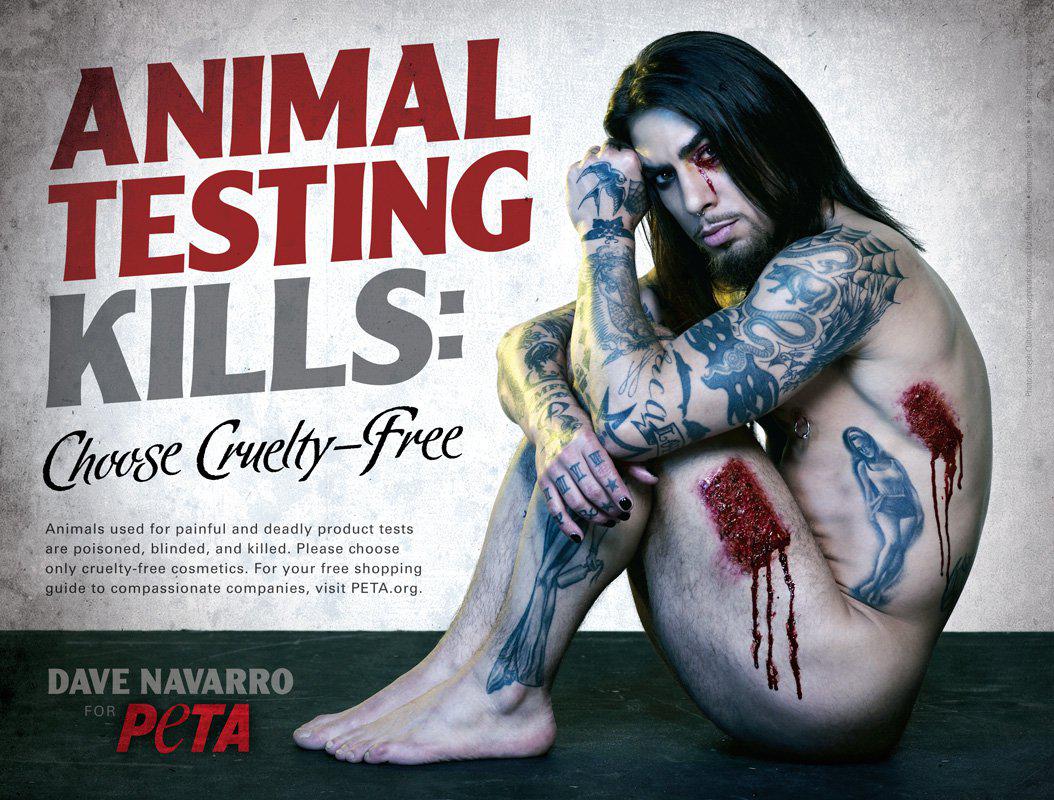 ANIMAL
TESTING
KILLS:
Choose Cruelty-Free
Animals used for painful and deadly product tests
are poisoned, blinded, and killed. Please choose
only cruelty-free cosmetics. For your free shopping
guide to compassionate companies, visit PETA.org.
DAVE NAVARRO
FOR PeTA